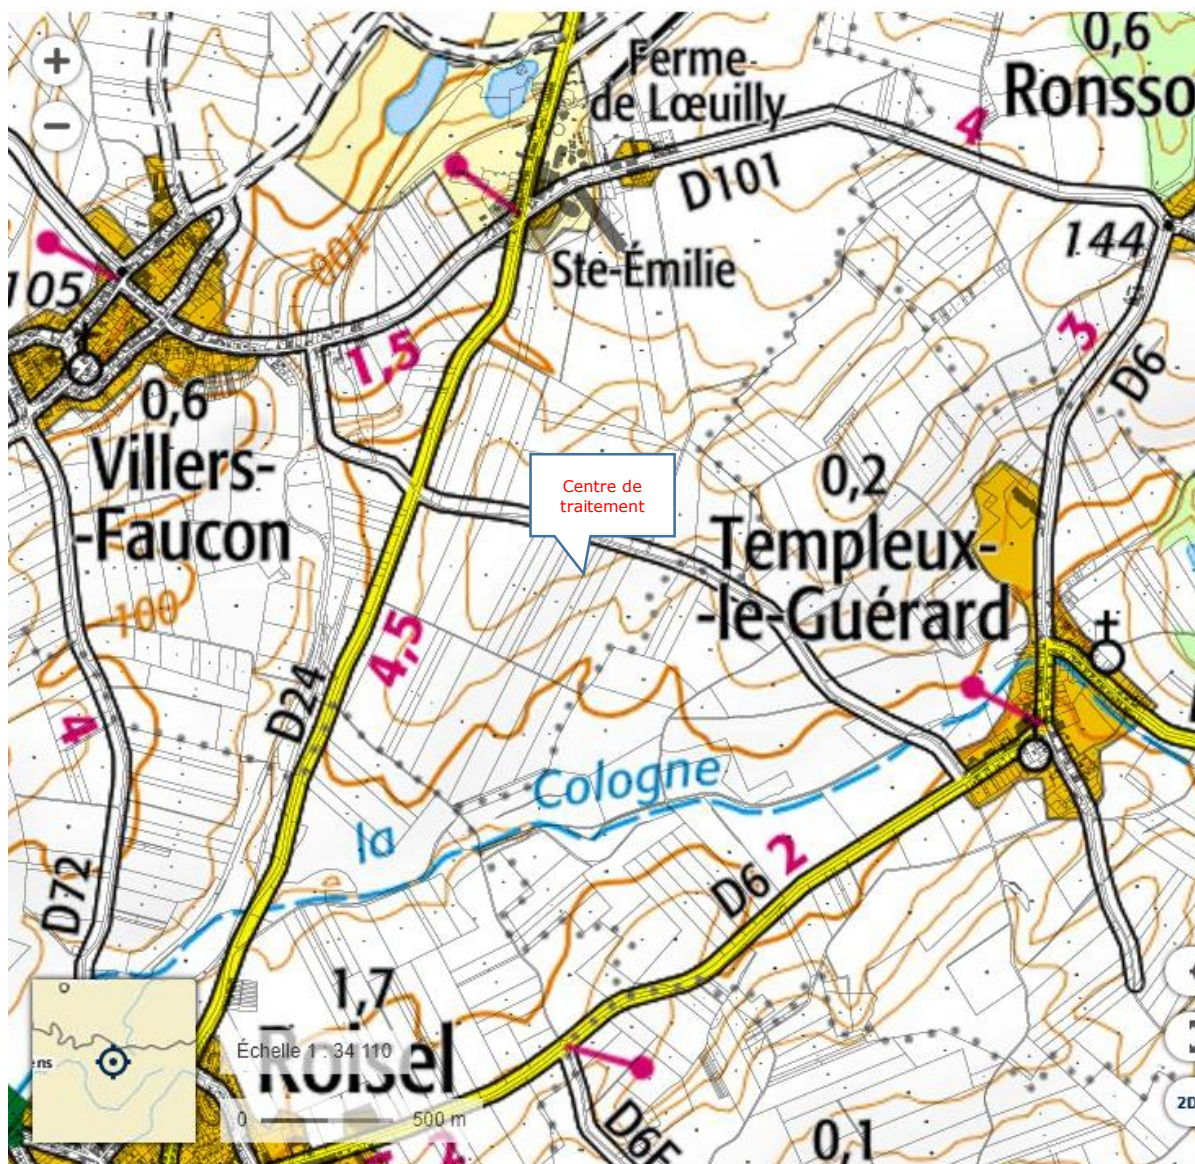 +
−
Ferme-
de Lœuilly
0,6
Ronsso
4
D101
144
Ste-Émilie
105
100
1,5
3
D6
0,6
Villers-
-Faucon
Centre de
traitement
0,2
Templeux-
-le-Guérard
100
4,5
D24
4
la Cologne
D72
D6
2
1,7
Roisel
ens
Échelle 1 : 34 110
0 500 m
D6E
0,1
2D